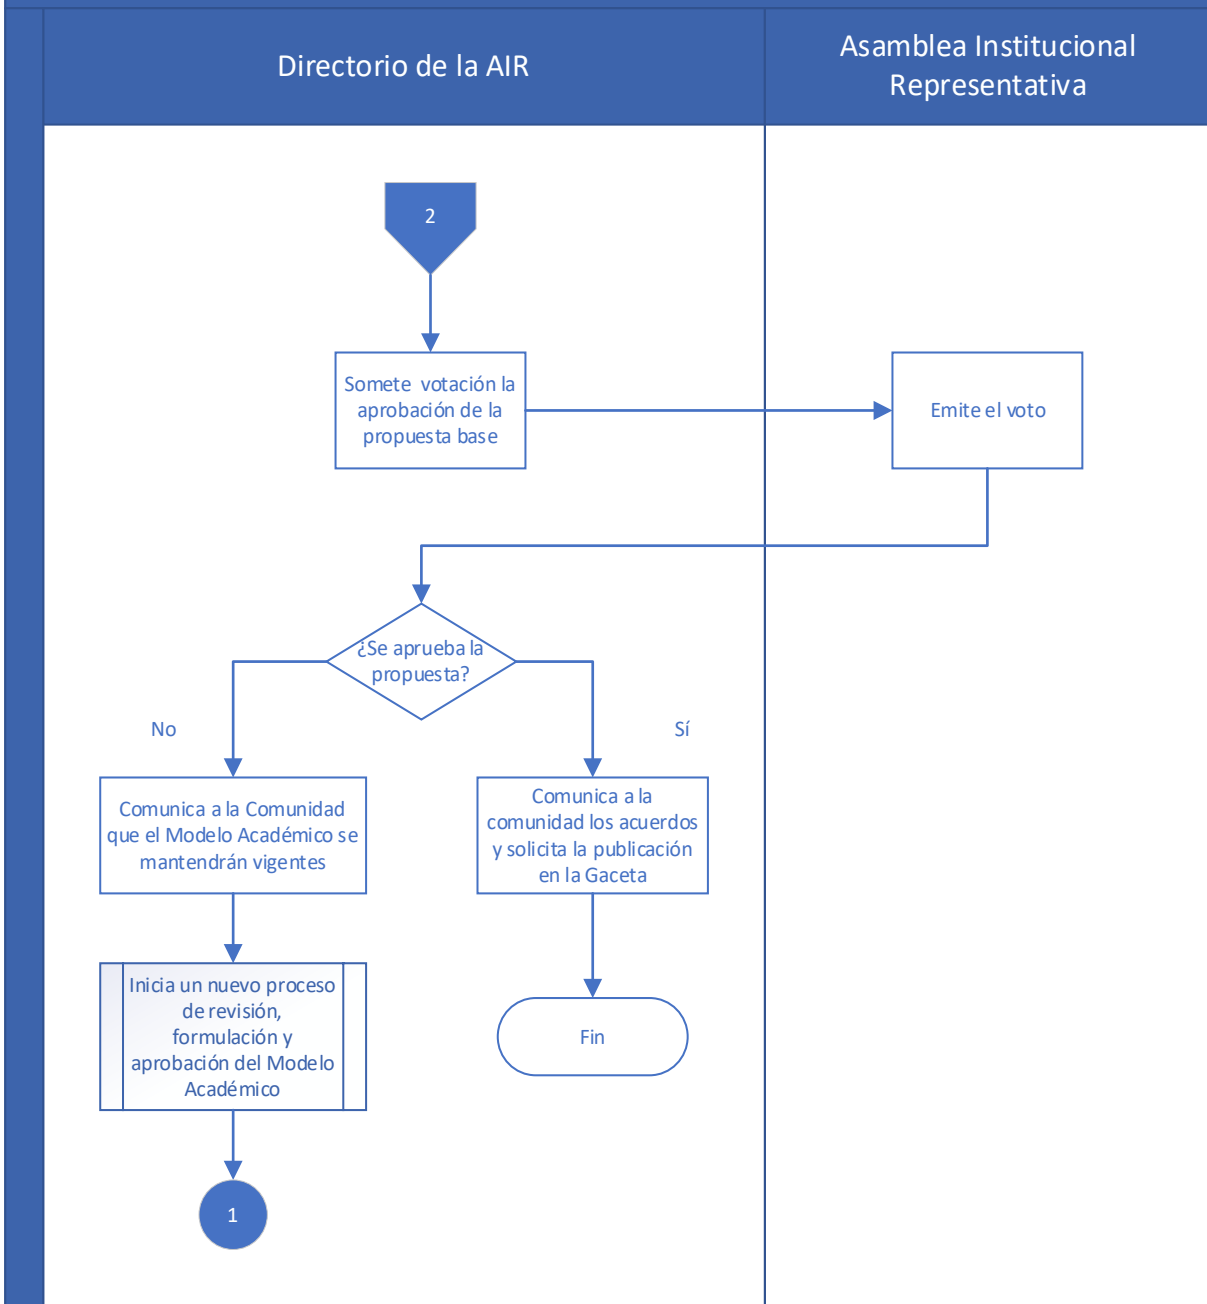 Directorio de la AIR
Asamblea Institucional
Representativa
2
Somete votación la
aprobación de la
propuesta base
Emite el voto
¿Se aprueba la
propuesta?
No
Sí
Comunica a la Comunidad
que el Modelo Académico se
mantendrán vigentes
Comunica a la
comunidad los acuerdos
y solicita la publicación
en la Gaceta
Inicia un nuevo proceso
de revisión,
formulación y
aprobación del Modelo
Académico
Fin
1